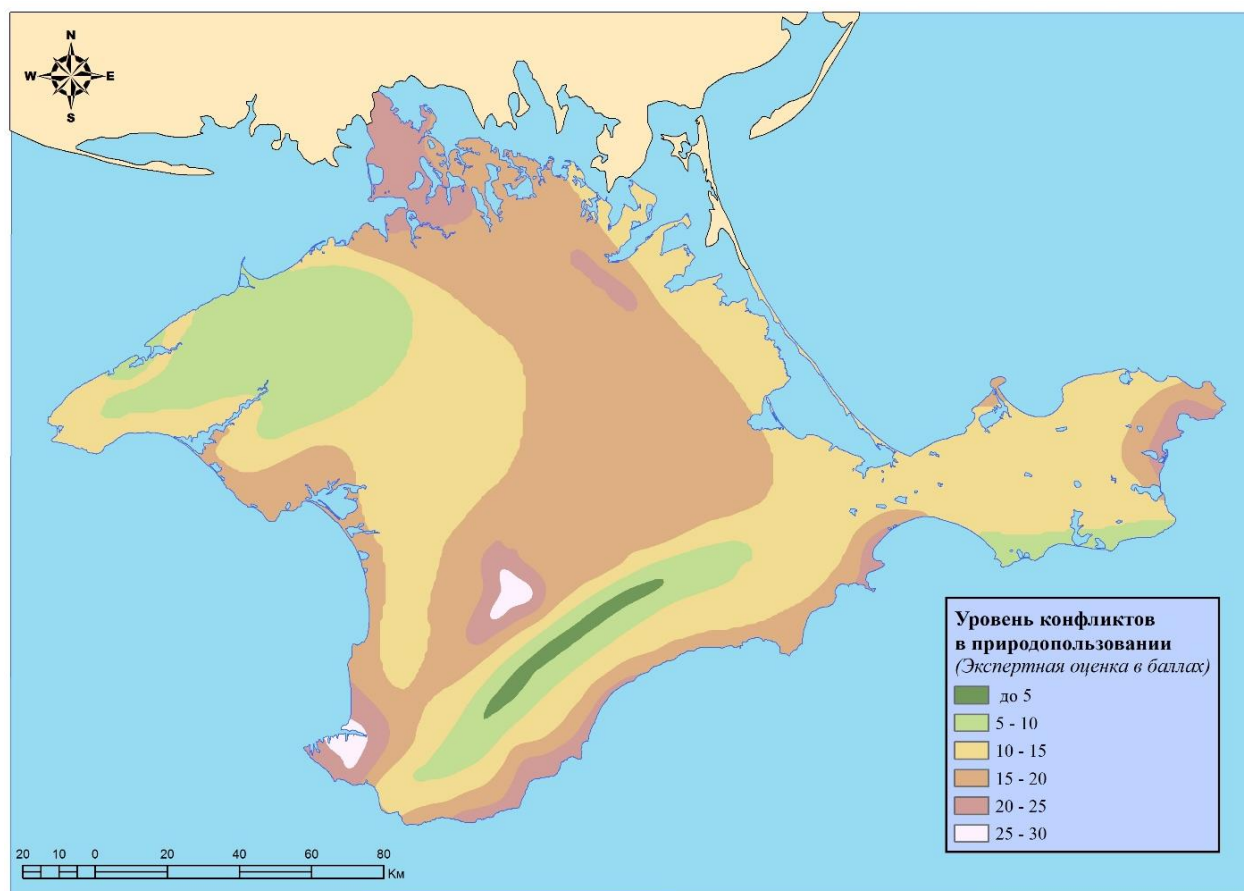 N
W E
S
Уровень конфликтов
в природопользовании
(Экспертная оценка в баллах)
до 5
5 - 10
10 - 15
15 - 20
20 - 25
25 - 30
20 10 0 20 40 60 80
Км